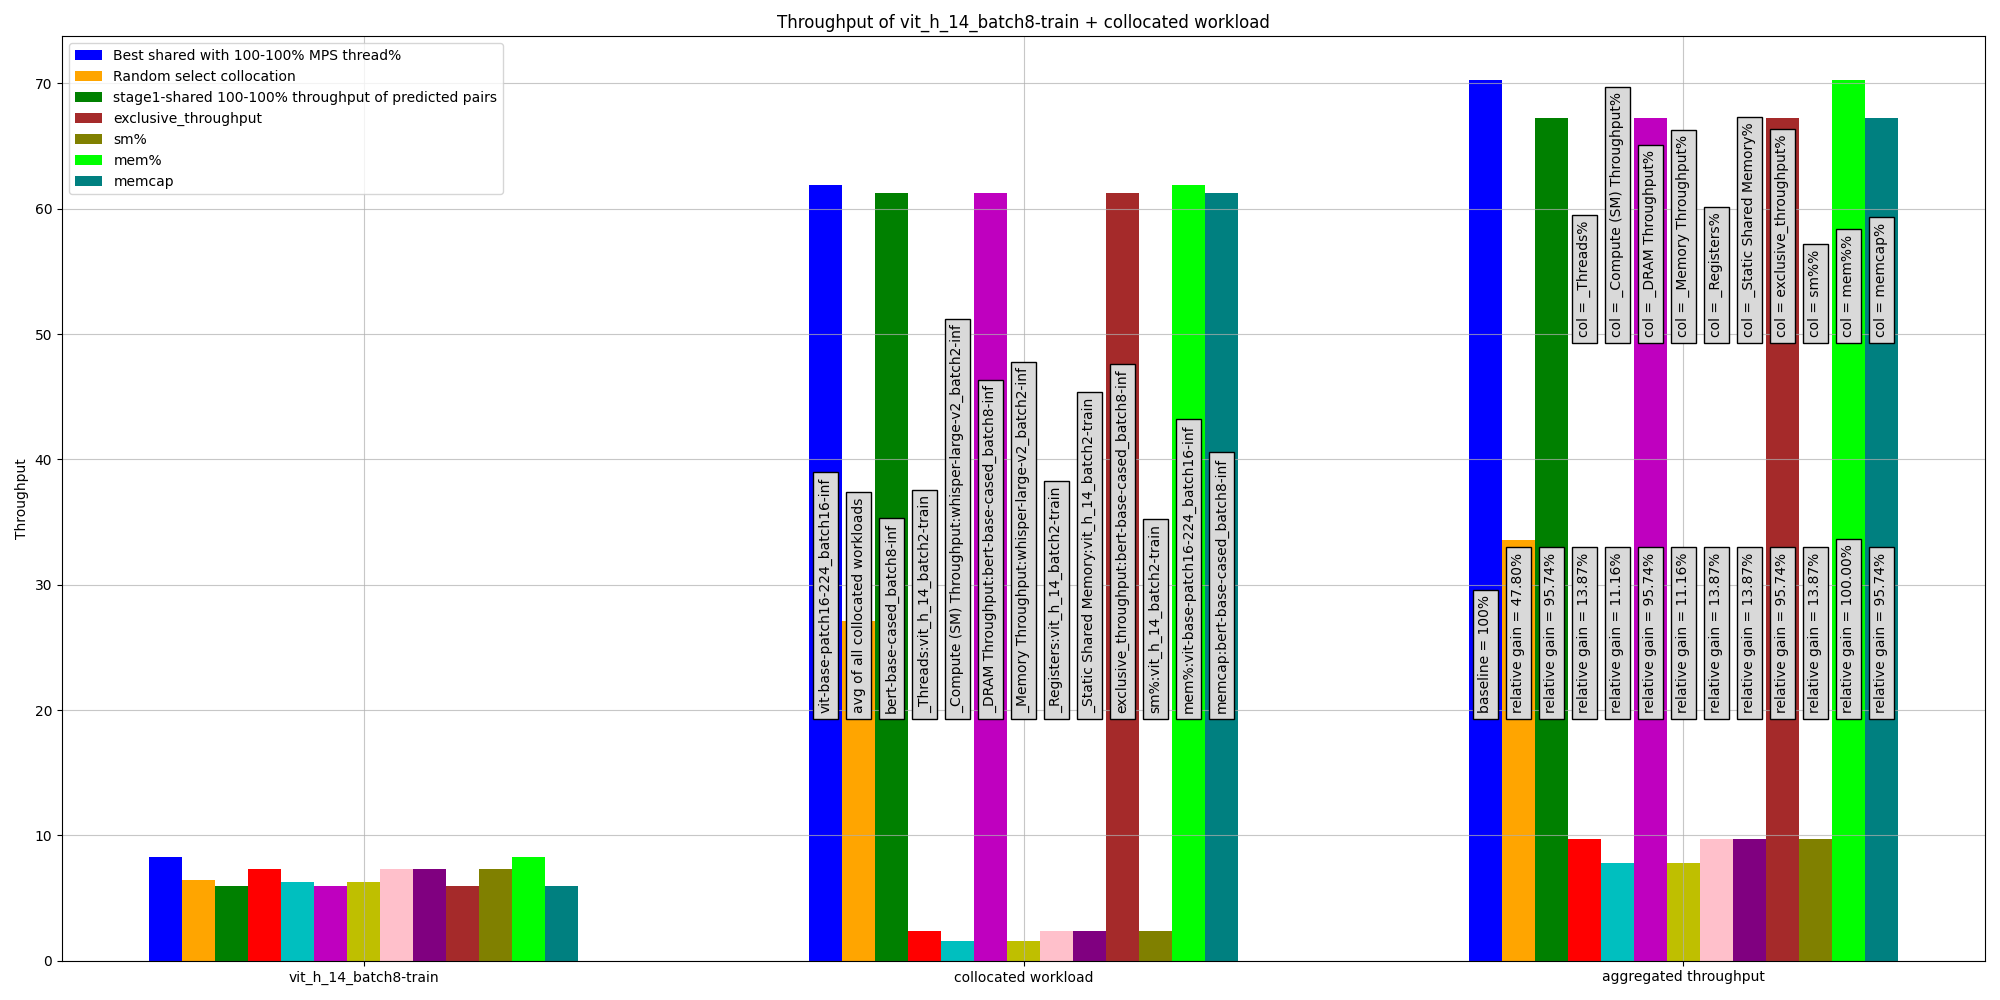 Throughput of vit_h_14_batch8-train + collocated workload
Best shared with 100-100% MPS thread%
Random select collocation
stage1-shared 100-100% throughput of predicted pairs
exclusive_throughput
sm%
mem%
memcap
Throughput
70
60
50
40
30
20
10
0
vit-base-patch16-224_batch16-inf
avg of all collocated workloads
bert-base-cased_batch8-inf
_Threads:vit_h_14_batch2-train
_Compute (SM) Throughput:whisper-large-v2_batch2-inf
_DRAM Throughput:bert-base-cased_batch8-inf
_Memory Throughput:whisper-large-v2_batch2-inf
_Registers:vit_h_14_batch2-train
_Static Shared Memory:vit_h_14_batch2-train
exclusive_throughput:bert-base-cased_batch8-inf
sm%:vit_h_14_batch2-train
mem%:vit-base-patch16-224_batch16-inf
memcap:bert-base-cased_batch8-inf
col = _Threads%
col = _Compute (SM) Throughput%
col = _DRAM Throughput%
col = _Memory Throughput%
col = _Registers%
col = _Static Shared Memory%
col = exclusive_throughput%
col = sm%%
col = mem%%
col = memcap%
baseline = 100%
relative gain = 47.80%
relative gain = 95.74%
relative gain = 13.87%
relative gain = 11.16%
relative gain = 95.74%
relative gain = 11.16%
relative gain = 13.87%
relative gain = 13.87%
relative gain = 95.74%
relative gain = 13.87%
relative gain = 100.00%
relative gain = 95.74%
vit_h_14_batch8-train
collocated workload
aggregated throughput